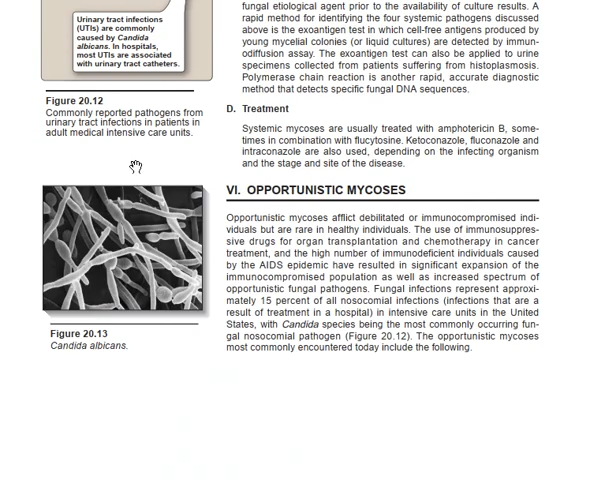 Urinary tract infections
(UTIs) are commonly
caused by Candida
albicans. In hospitals,
most UTIs are associated
with urinary tract catheters.
Figure 20.12
Commonly reported pathogens from
urinary tract infections in patients in
adult medical intensive care units.
Figure 20.13
Candida albicans.
fungal etiological agent prior to the availability of culture results. A
rapid method for identifying the four systemic pathogens discussed
above is the exoantigen test in which cell-free antigens produced by
young mycelial colonies (or liquid cultures) are detected by immun-
odiffusion assay. The exoantigen test can also be applied to urine
specimens collected from patients suffering from histoplasmosis.
Polymerase chain reaction is another rapid, accurate diagnostic
method that detects specific fungal DNA sequences.
D. Treatment
Systemic mycoses are usually treated with amphotericin B, some-
times in combination with flucytosine. Ketoconazole, fluconazole and
intraconazole are also used, depending on the infecting organism
and the stage and site of the disease.
VI. OPPORTUNISTIC MYCOSES
Opportunistic mycoses afflict debilitated or immunocompromised indi-
viduals but are rare in healthy individuals. The use of immunosuppres-
sive drugs for organ transplantation and chemotherapy in cancer
treatment, and the high number of immunodeficient individuals caused
by the AIDS epidemic have resulted in significant expansion of the
immunocompromised population as well as increased spectrum of
opportunistic fungal pathogens. Fungal infections represent approxi-
mately 15 percent of all nosocomial infections (infections that are a
result of treatment in a hospital) in intensive care units in the United
States, with Candida species being the most commonly occurring fun-
gal nosocomial pathogen (Figure 20.12). The opportunistic mycoses
most commonly encountered today include the following.